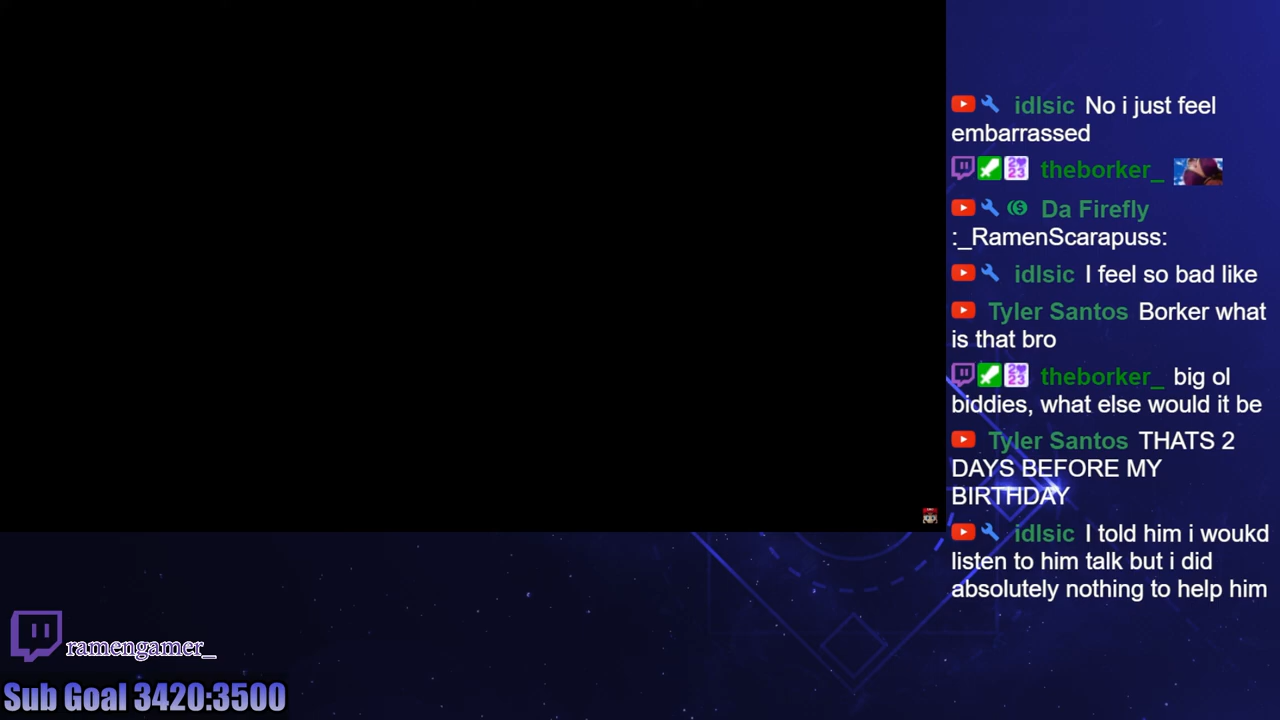 idlsic No i just feel
embarrassed
theborker_
Da Firefly
:_RamenScarapuss:
idlsic I feel so bad like
Tyler Santos Borker what
is that bro
theborker_ big ol
biddies, what else would it be
Tyler Santos THATS 2
DAYS BEFORE MY
BIRTHDAY
idlsic I told him i woukd
listen to him talk but i did
absolutely nothing to help him
ramengamer_
Sub Goal 3420:3500